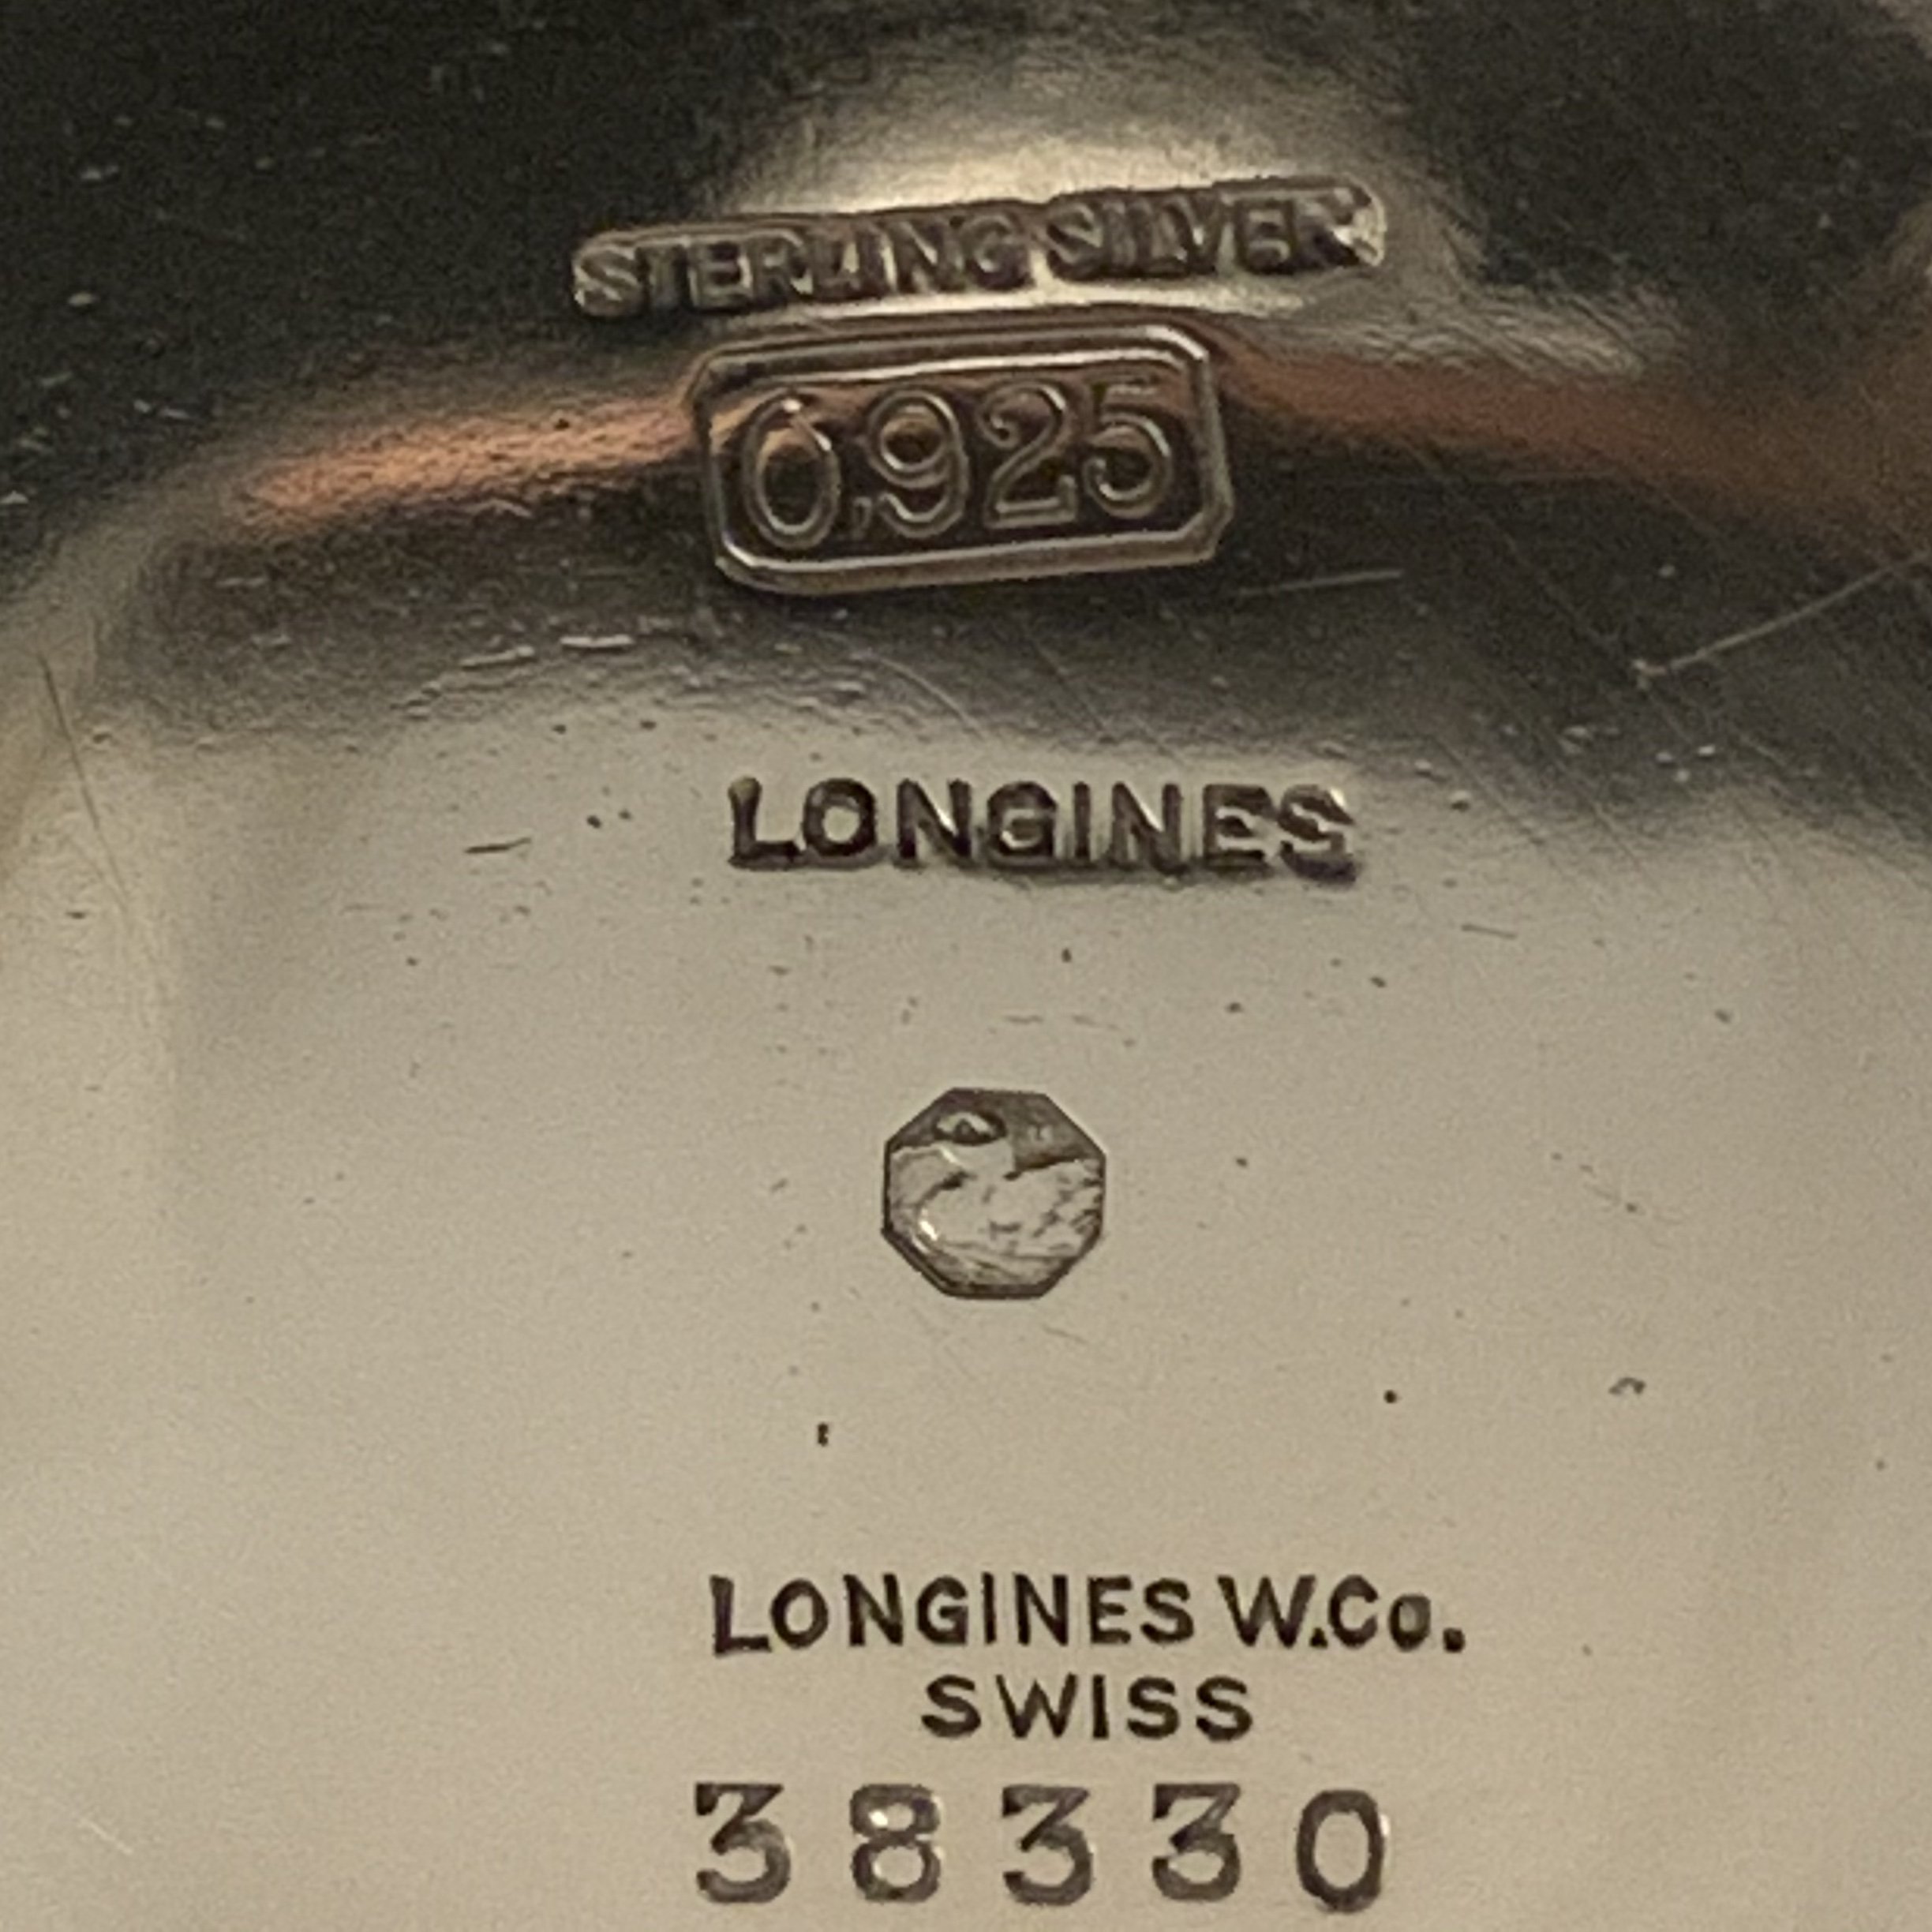 STERLING SILVER
0,925
LONGINES
LONGINES W.Co.
SWISS
38330